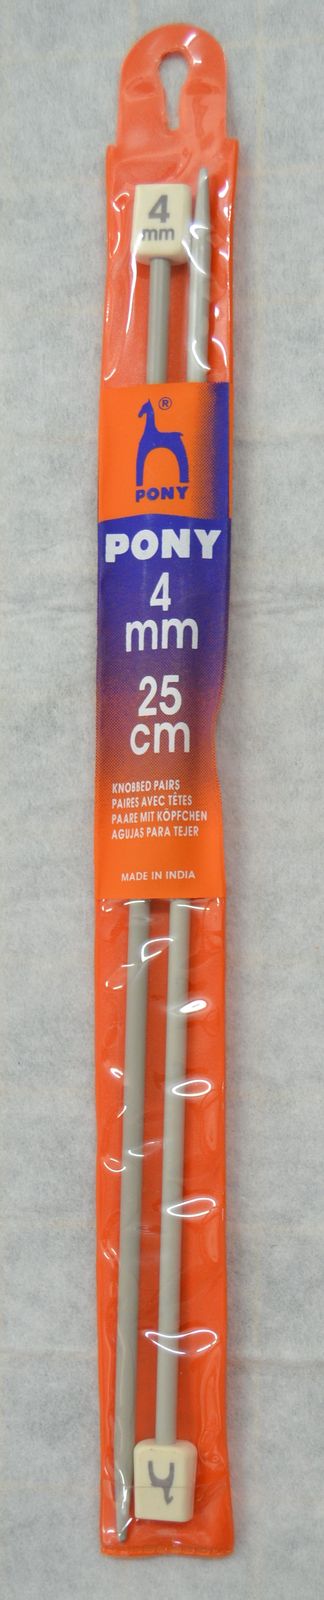 4
mm
®
PONY
PONY
4
mm
25
cm
KNOBBED PAIRS
PAIRES AVEC TÊTES
PAARE MIT KÖPFCHEN
AGUJAS PARA TEJER
MADE IN INDIA